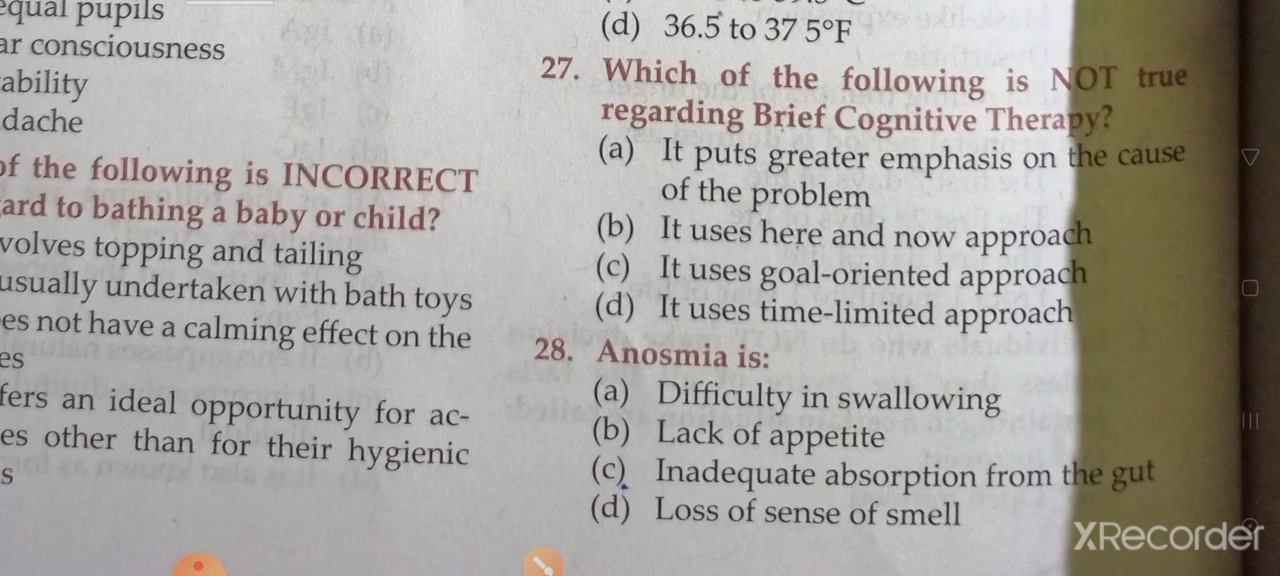 equal pupils
ar consciousness
ability
dache
of the following is INCORRECT
ard to bathing a baby or child?
volves topping and tailing
usually undertaken with bath toys
es not have a calming effect on the
es
fers an ideal opportunity for ac-
es other than for their hygienic
s
(d) 36.5 to 37 5°F
27. Which of the following is NOT true
regarding Brief Cognitive Therapy?
(a) It puts greater emphasis on the cause
of the problem
(b) It uses here and now approach
(c) It uses goal-oriented approach
(d) It uses time-limited approach
28. Anosmia is:
(a) Difficulty in swallowing
(b) Lack of appetite
(c) Inadequate absorption from the gut
(d) Loss of sense of smell
XRecorder